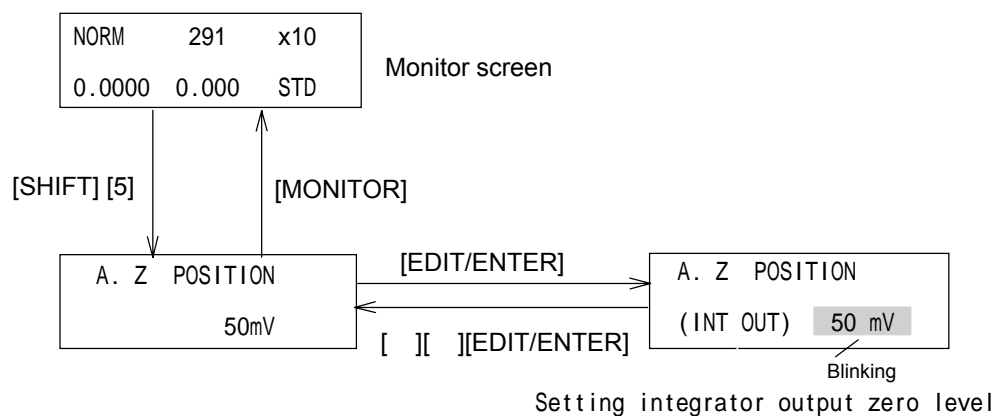 NORM 291 x10
0.0000 0.000 STD
Monitor screen
[SHIFT] [5]
[MONITOR]
A. Z POSITION
50mV
[EDIT/ENTER]
[ ][ ][EDIT/ENTER]
A. Z POSITION
(INT OUT) 50 mV
Blinking
Setting integrator output zero level